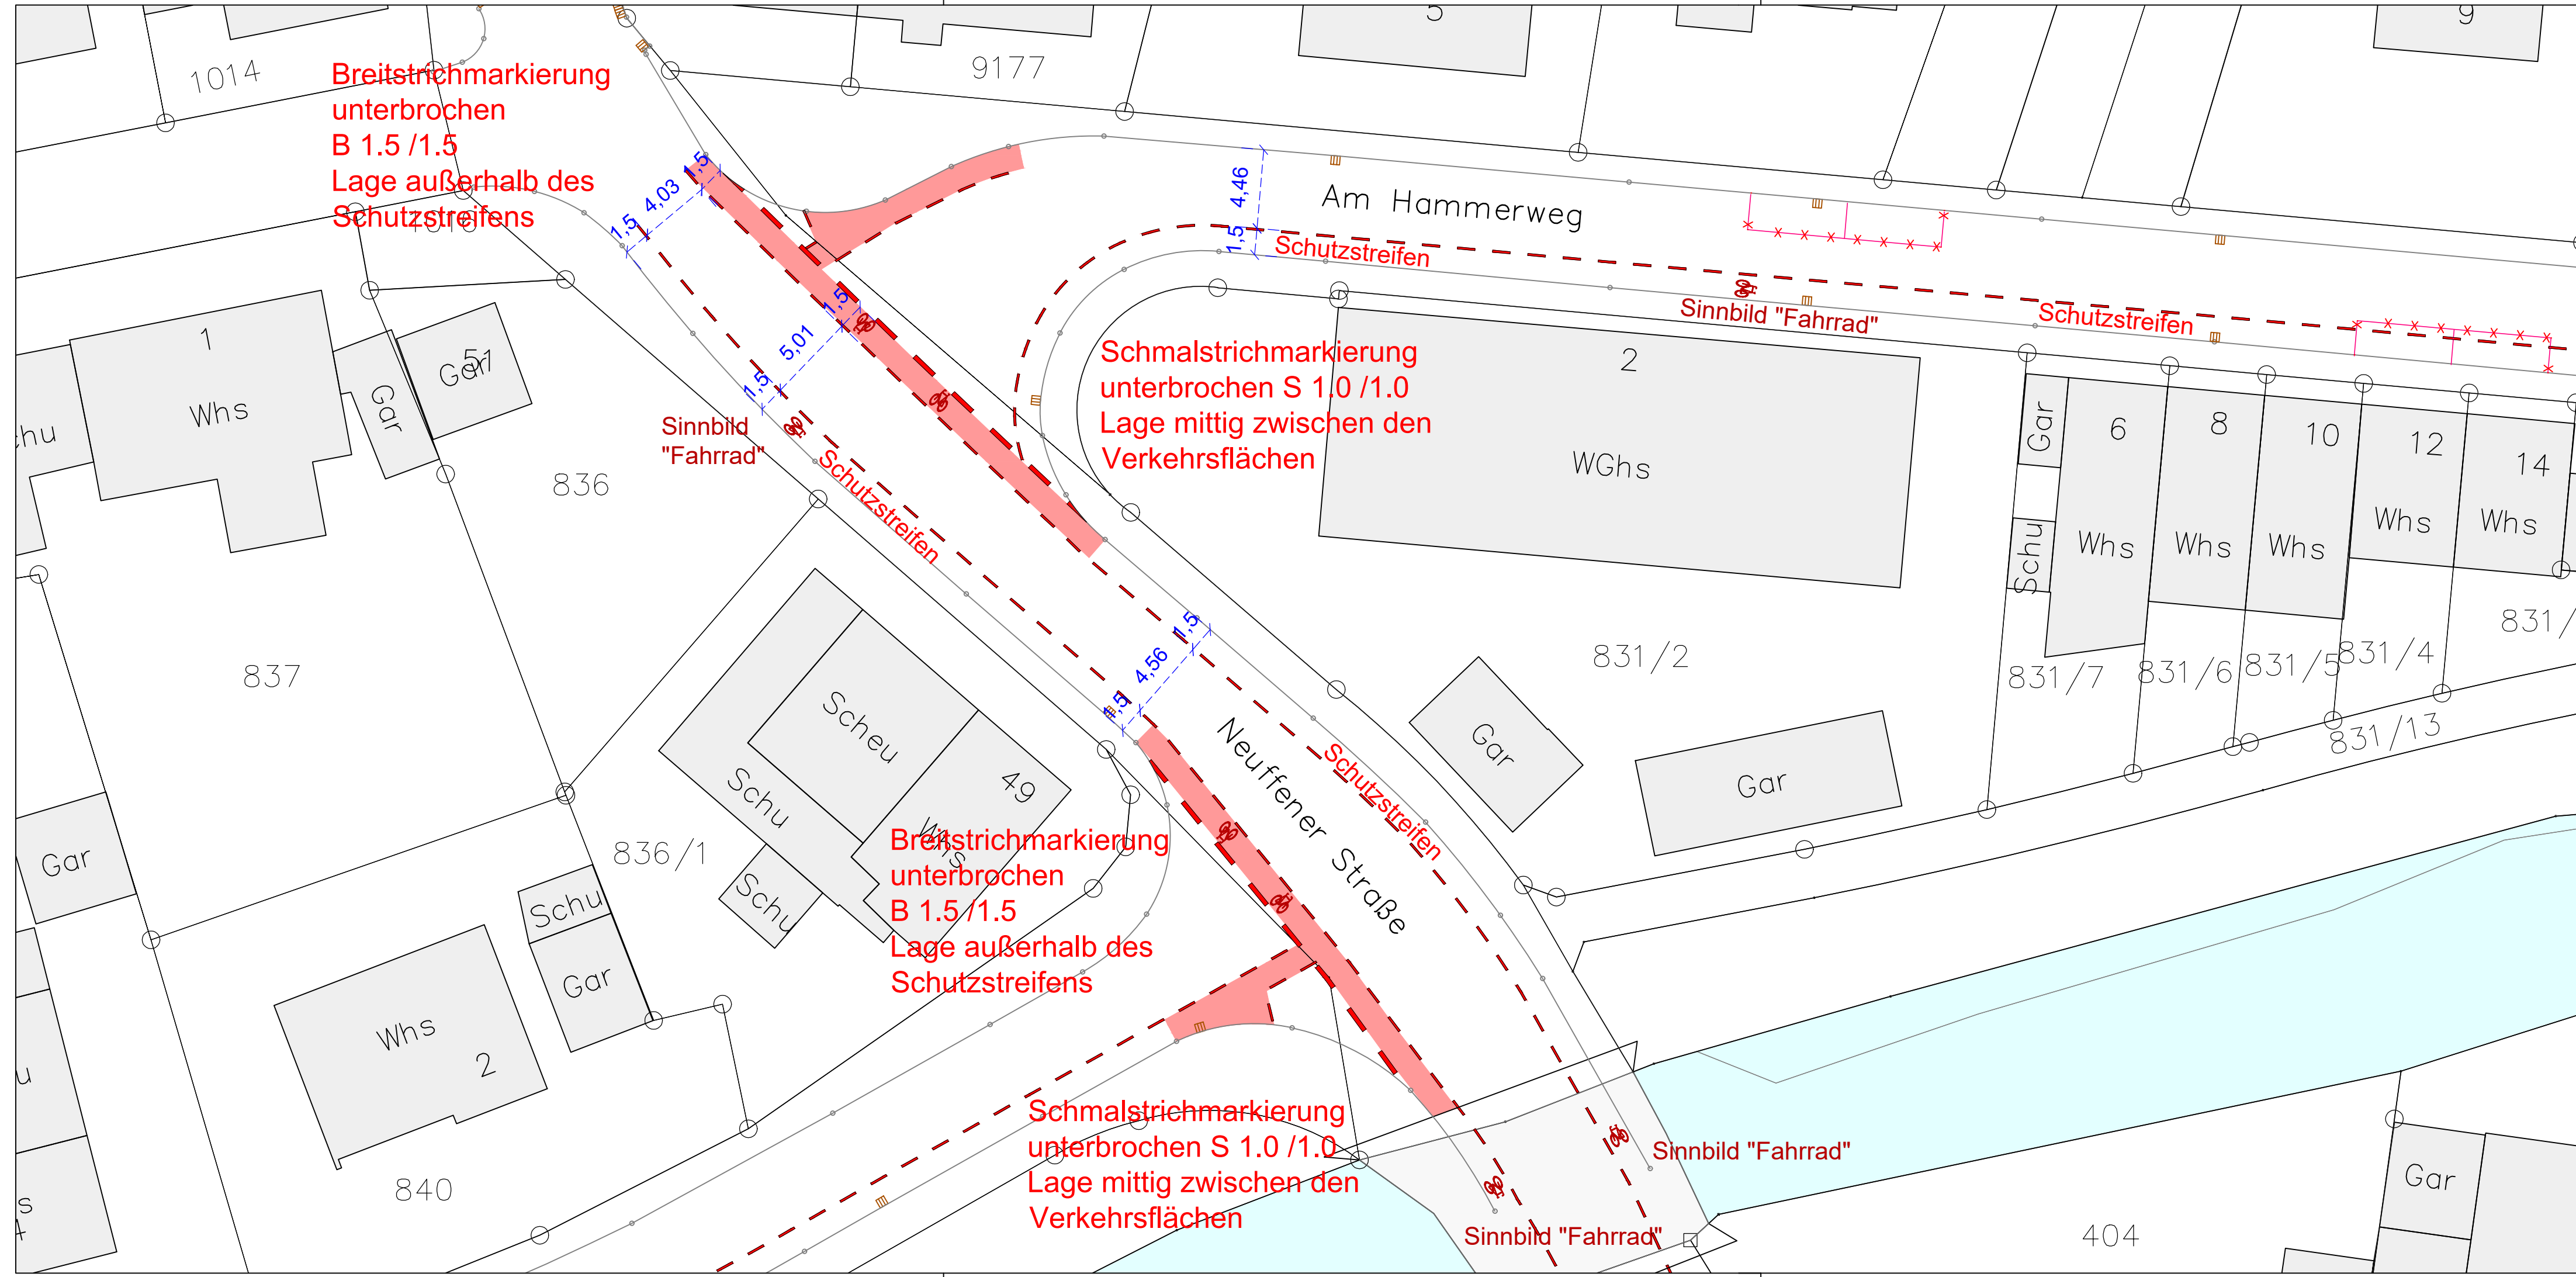 5
9
1014
9177
Breitstrichmarkierung
unterbrochen
B 1.5 /1.5
Lage außerhalb des
Schutzstreifens
1,5
4,03
1,5
4,46
1,5
Am Hammerweg
Schutzstreifen
Sinnbild "Fahrrad"
Schutzstreifen
1
Whs
Gar
Gar
51
1,5
5,01
1,5
Sinnbild
"Fahrrad"
Schutzstreifen
Schmalstrichmarkierung
unterbrochen S 1.0 /1.0
Lage mittig zwischen den
Verkehrsflächen
2
WGhs
Gar
Schu
6
Whs
8
Whs
10
Whs
12
Whs
14
Whs
836
837
831/2
831/7
831/6
831/5
831/4
831/
831/13
1,5
4,56
1,5
Neuffener Straße
Schutzstreifen
Scheu
Schu
49
Whs
Schu
836/1
Gar
Gar
Gar
Breitstrichmarkierung
unterbrochen
B 1.5 /1.5
Lage außerhalb des
Schutzstreifens
Schu
Gar
Whs
2
840
Schmalstrichmarkierung
unterbrochen S 1.0 /1.0
Lage mittig zwischen den
Verkehrsflächen
Sinnbild "Fahrrad"
Sinnbild "Fahrrad"
404
Gar